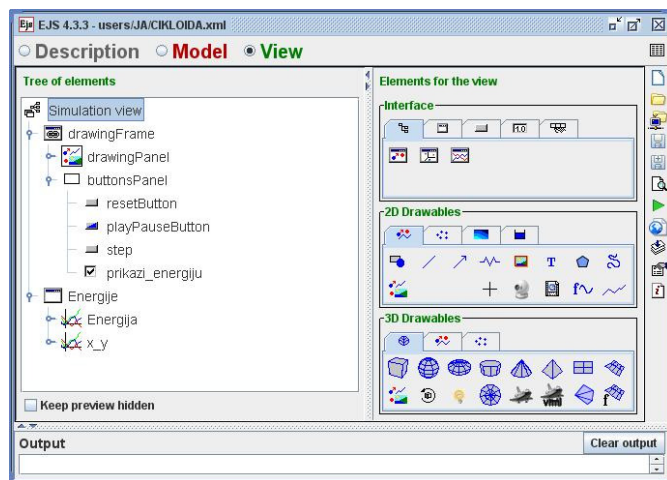 EJS 4.3.3 - users/JA/CIKLOIDA.xml
Description Model View
Tree of elements
Simulation view
drawingFrame
drawingPanel
buttonsPanel
resetButton
playPauseButton
step
prikazi_energiju
Energije
Energija
x_y
Keep preview hidden
Elements for the view
Interface
2D Drawables
3D Drawables
Output
Clear output